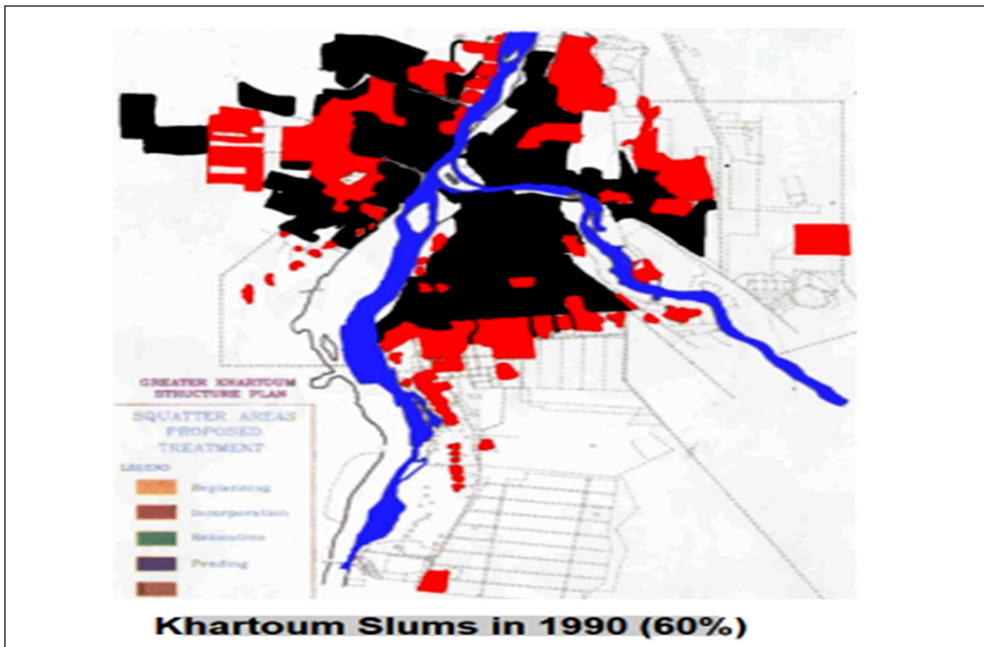 GREATER KHARTOUM
STRUCTURE PLAN
SQUATTER AREAS
PROPOSED
TREATMENT
LEGEND
Replanning
Incorporation
Relocation
Pending
Khartoum Slums in 1990 (60%)